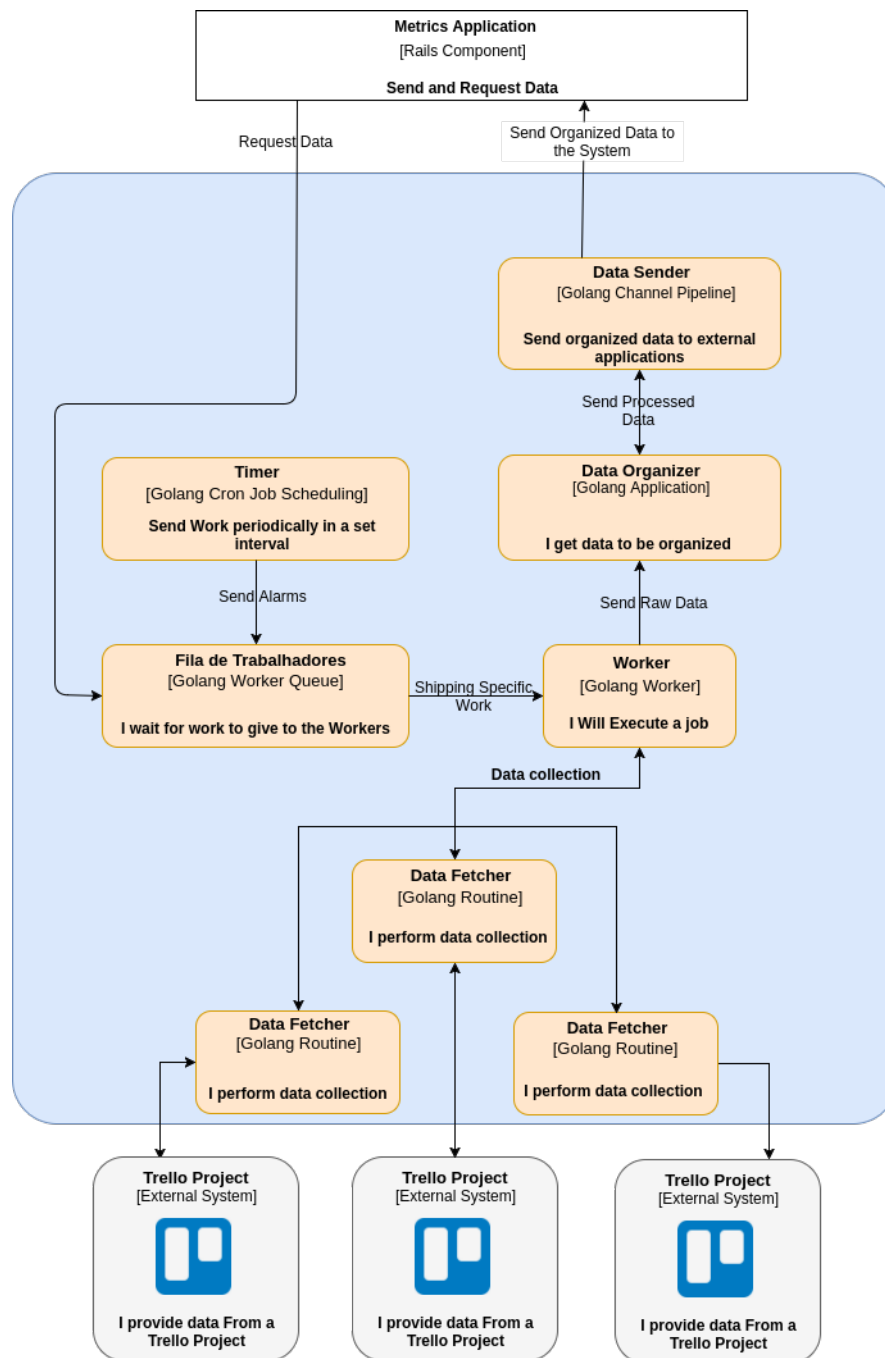 Metrics Application
[Rails Component]
Send and Request Data
Request Data
Send Organized Data to
the System
Data Sender
[Golang Channel Pipeline]
Send organized data to external
applications
Send Processed
Data
Timer
[Golang Cron Job Scheduling]
Send Work periodically in a set
interval
Data Organizer
[Golang Application]
I get data to be organized
Send Alarms
Send Raw Data
Fila de Trabalhadores
[Golang Worker Queue]
I wait for work to give to the Workers
Shipping Specific
Work
Worker
[Golang Worker]
I Will Execute a job
Data collection
Data Fetcher
[Golang Routine]
I perform data collection
Data Fetcher
[Golang Routine]
I perform data collection
Data Fetcher
[Golang Routine]
I perform data collection
Trello Project
[External System]
I provide data From a
Trello Project
Trello Project
[External System]
I provide data From a
Trello Project
Trello Project
[External System]
I provide data From a
Trello Project